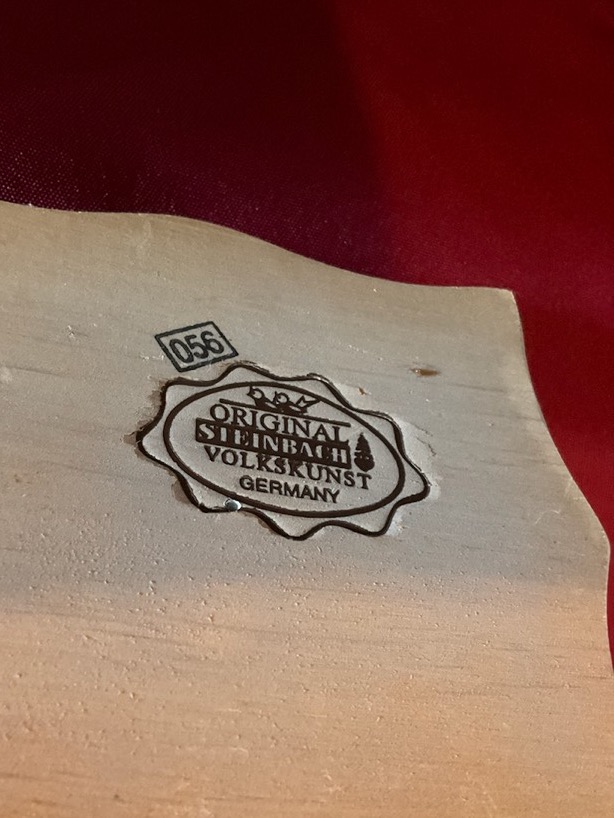 056
ORIGINAL
STEINBACH
VOLKSKUNST
GERMANY